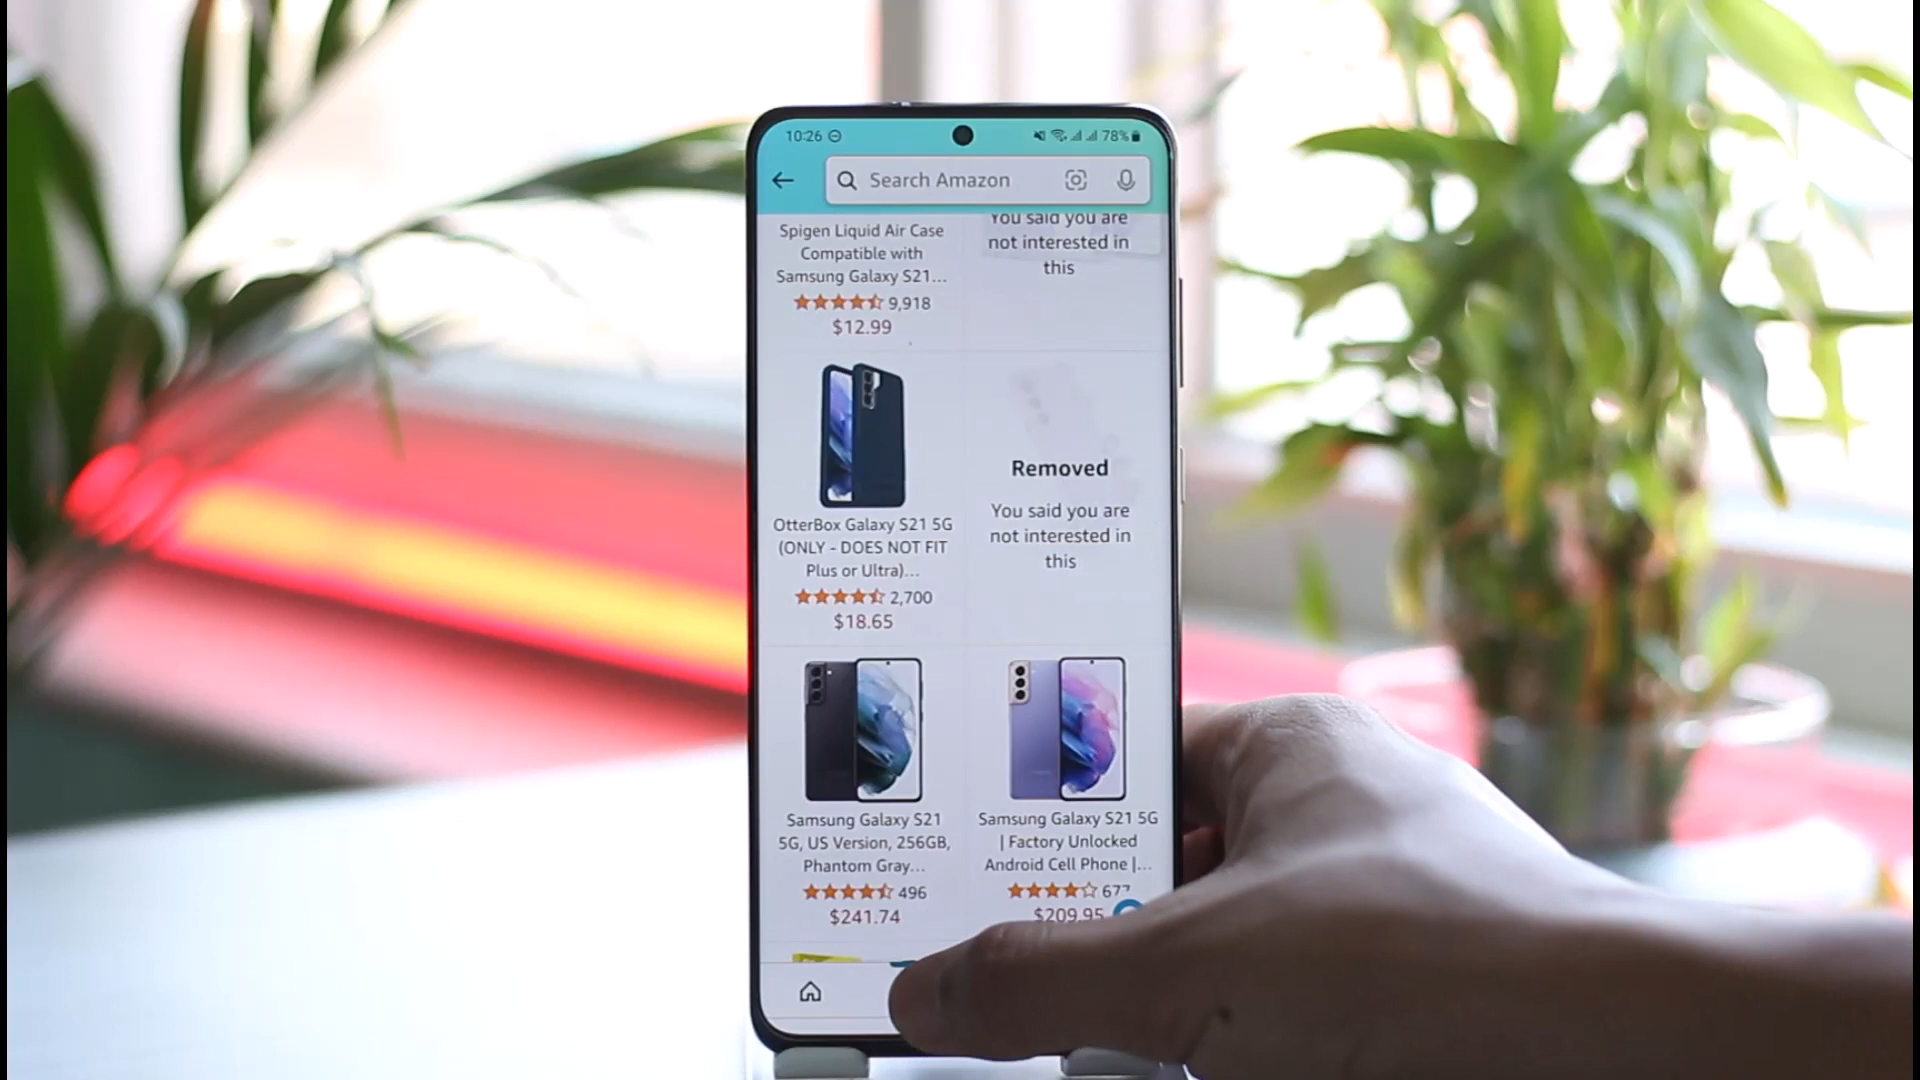 10:26
78%
Search Amazon
Spigen Liquid Air Case
Compatible with
Samsung Galaxy S21...
9,918
$12.99
You said you are
not interested in
this
OtterBox Galaxy S21 5G
(ONLY - DOES NOT FIT
Plus or Ultra)...
2,700
$18.65
Removed
You said you are
not interested in
this
Samsung Galaxy S21
5G, US Version, 256GB,
Phantom Gray...
496
$241.74
Samsung Galaxy S21 5G
| Factory Unlocked
Android Cell Phone |...
677
$209.95